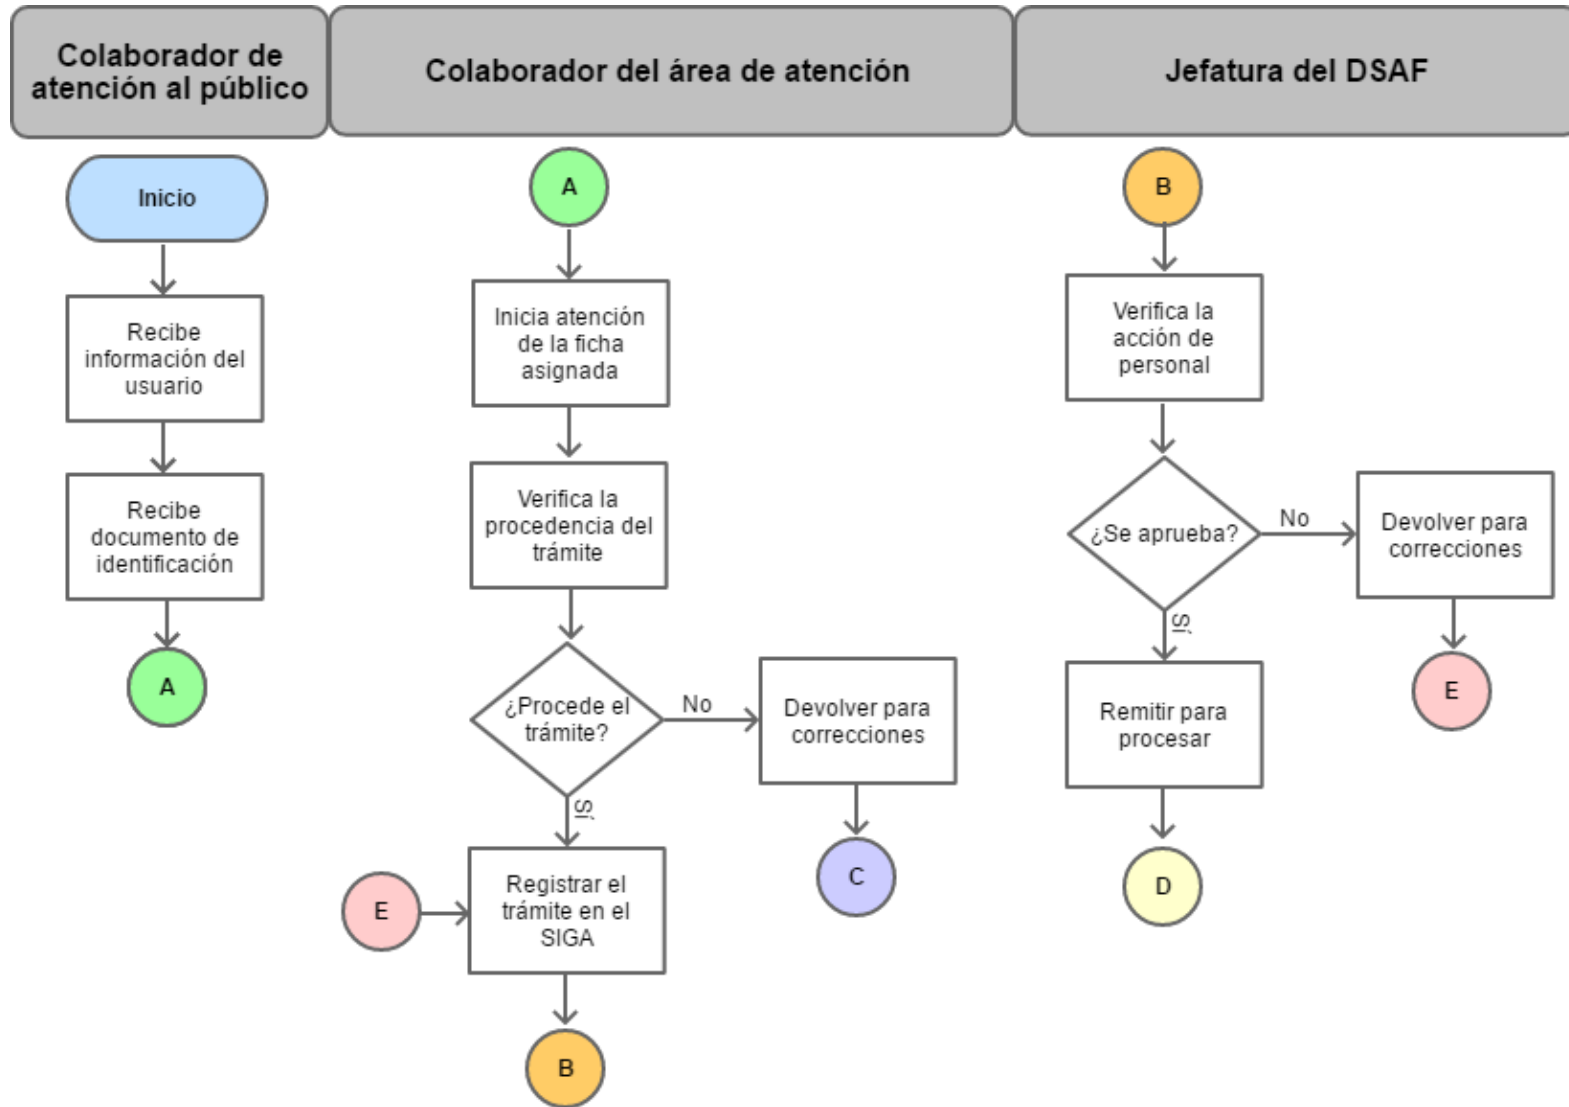 Colaborador de
atención al público
Colaborador del área de atención
Jefatura del DSAF
Inicio
Recibe
información del
usuario
Recibe
documento de
identificación
A
A
Inicia atención
de la ficha
asignada
Verifica la
procedencia del
trámite
¿Procede el
trámite?
No
Devolver para
correcciones
C
Sí
E
Registrar el
trámite en el
SIGA
B
B
Verifica la
acción de
personal
¿Se aprueba?
No
Devolver para
correcciones
E
Sí
Remitir para
procesar
D